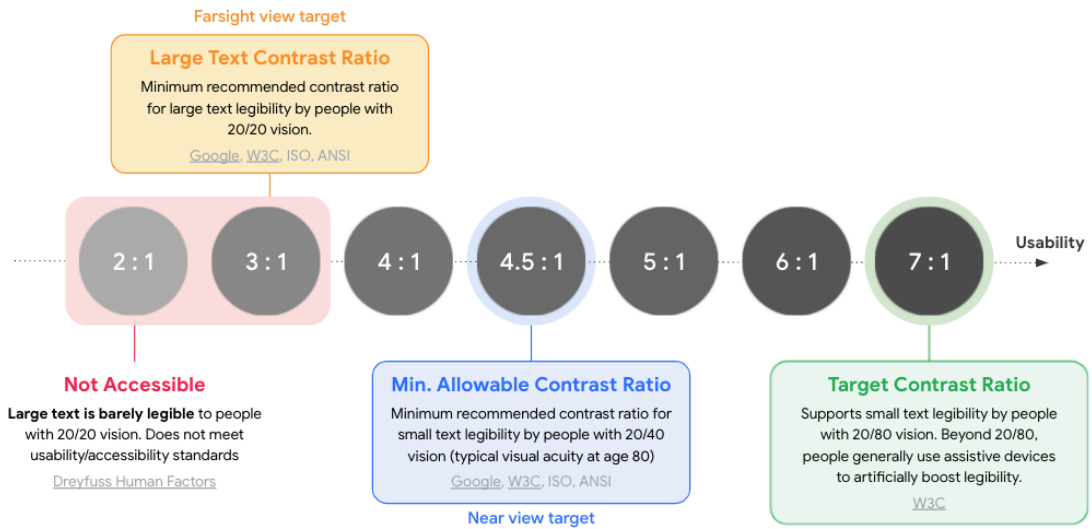 Farsight view target
Large Text Contrast Ratio
Minimum recommended contrast ratio
for large text legibility by people with
20/20 vision.
Google, W3C, ISO, ANSI
2 : 1
3 : 1
4 : 1
4.5 : 1
5 : 1
6 : 1
7 : 1
Usability
Not Accessible
Large text is barely legible to people
with 20/20 vision. Does not meet
usability/accessibility standards
Dreyfuss Human Factors
Min. Allowable Contrast Ratio
Minimum recommended contrast ratio for
small text legibility by people with 20/40
vision (typical visual acuity at age 80)
Google, W3C, ISO, ANSI
Near view target
Target Contrast Ratio
Supports small text legibility by people
with 20/80 vision. Beyond 20/80,
people generally use assistive devices
to artificially boost legibility.
W3C